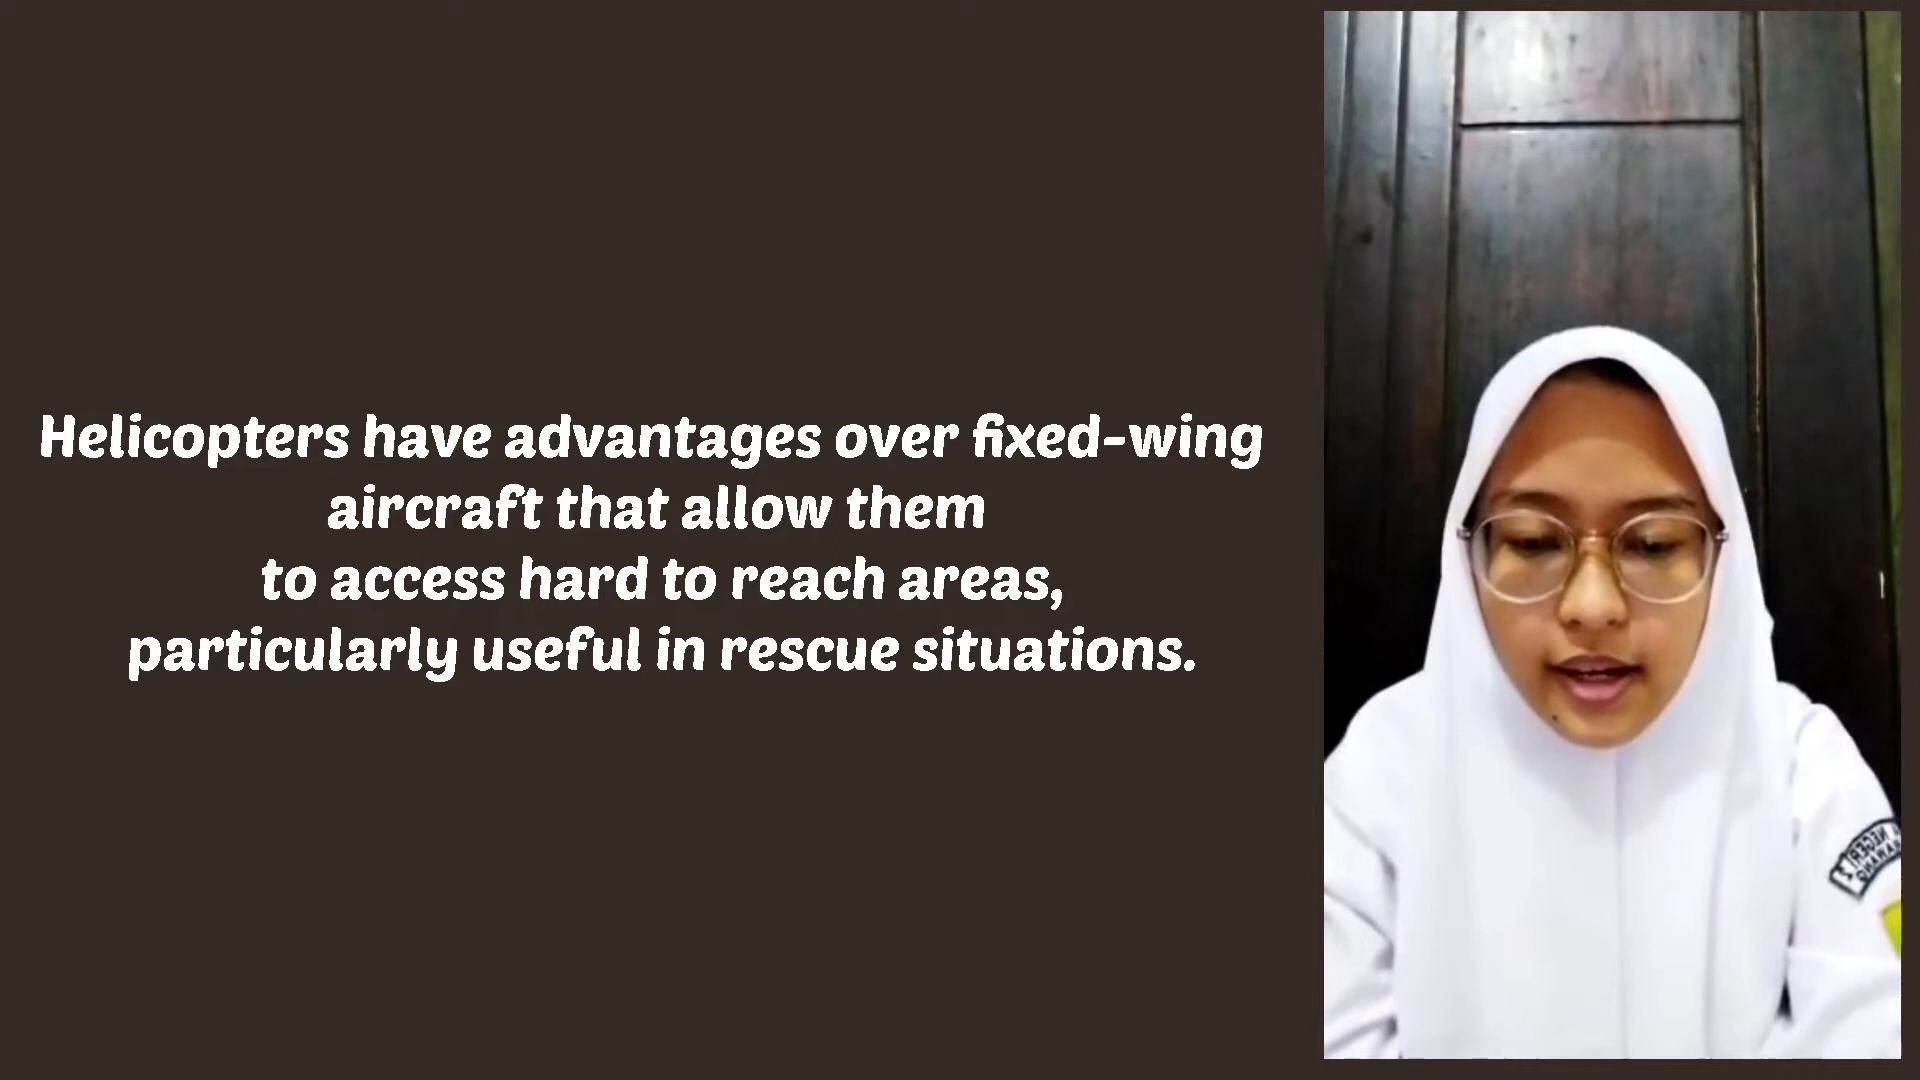 Helicopters have advantages over fixed-wing
aircraft that allow them
to access hard to reach areas,
particularly useful in rescue situations.